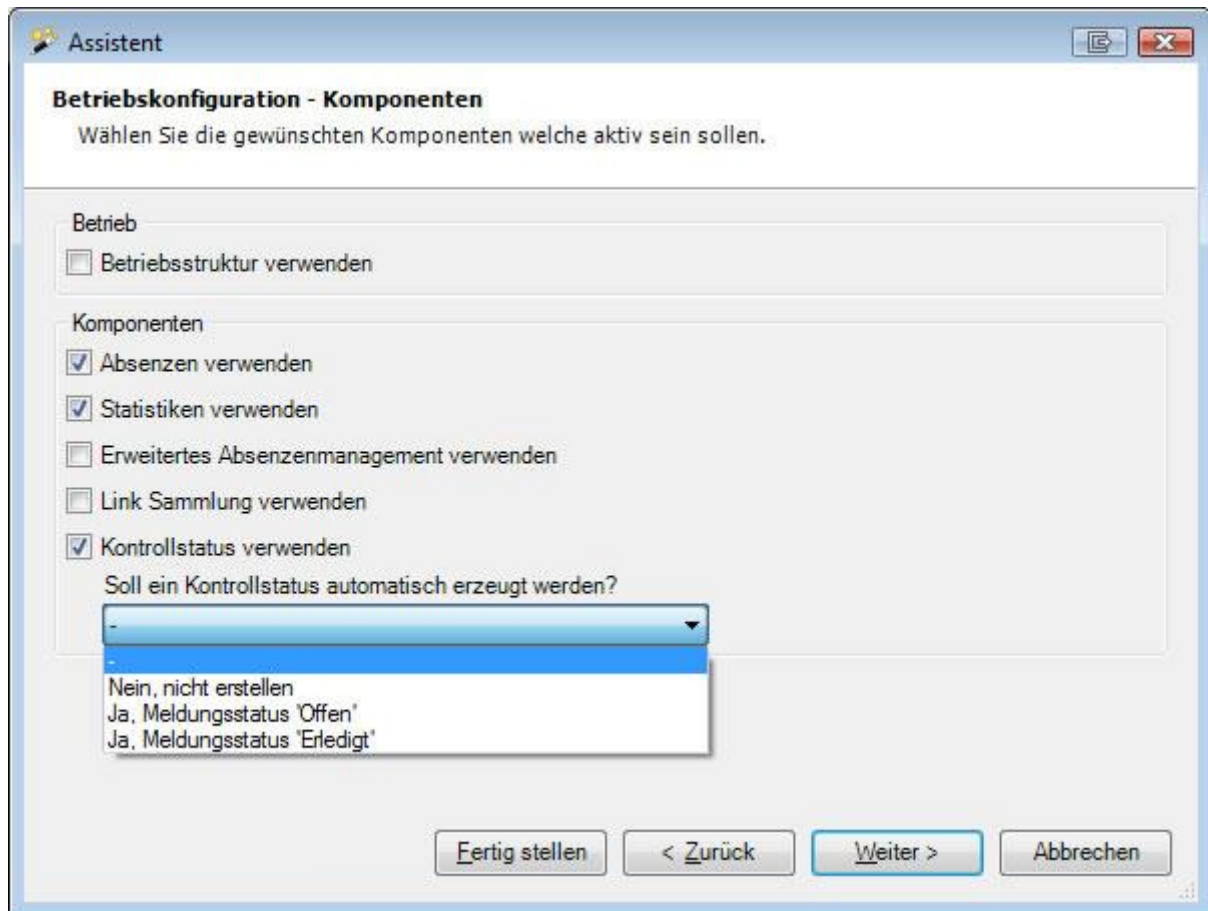 Assistent
Betriebskonfiguration - Komponenten
Wählen Sie die gewünschten Komponenten welche aktiv sein sollen.
Betrieb
Betriebsstruktur verwenden
Komponenten
Absenzen verwenden
Statistiken verwenden
Erweitertes Absenzenmanagement verwenden
Link Sammlung verwenden
Kontrollstatus verwenden
Soll ein Kontrollstatus automatisch erzeugt werden?
-
-
Nein, nicht erstellen
Ja, Meldungsstatus 'Offen'
Ja, Meldungsstatus 'Erledigt'
Fertig stellen < Zurück Weiter > Abbrechen